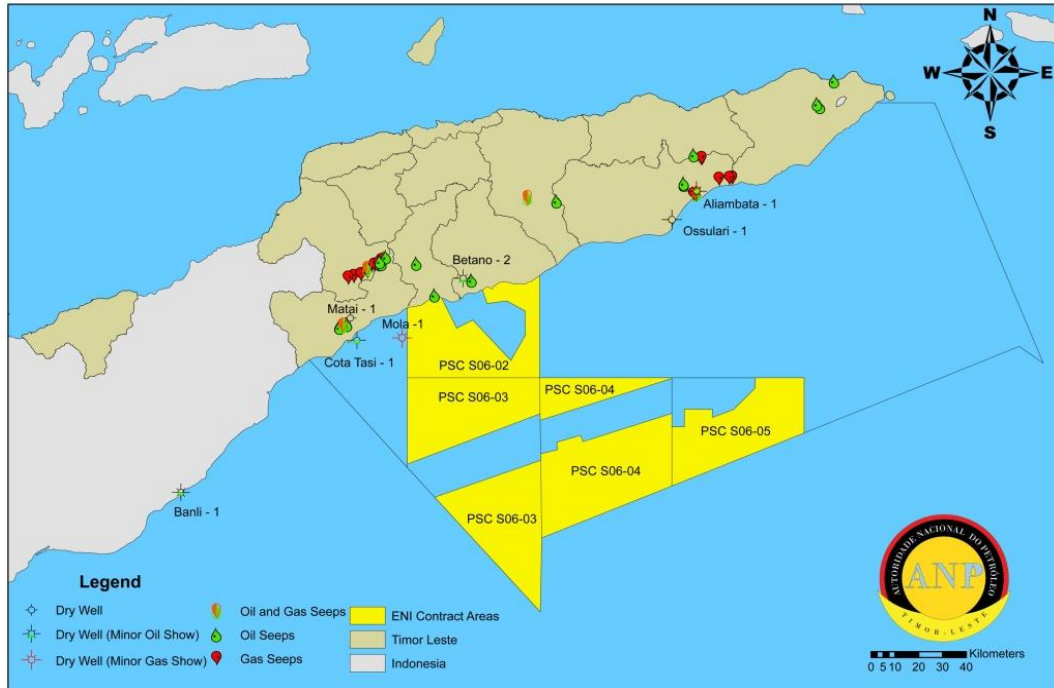 N
W E
S
Aliambata - 1
Ossulari - 1
Betano - 2
Matai - 1
Mola -1
Cota Tasi - 1
PSC S06-02
PSC S06-03
PSC S06-04
PSC S06-05
PSC S06-04
PSC S06-03
Banli - 1
Legend
Dry Well
Dry Well (Minor Oil Show)
Dry Well (Minor Gas Show)
Oil and Gas Seeps
Oil Seeps
Gas Seeps
ENI Contract Areas
Timor Leste
Indonesia
AUTORIDADE NACIONAL DO PETRÓLEO
ANP
TIMOR-LESTE
Kilometers
0 5 10 20 30 40